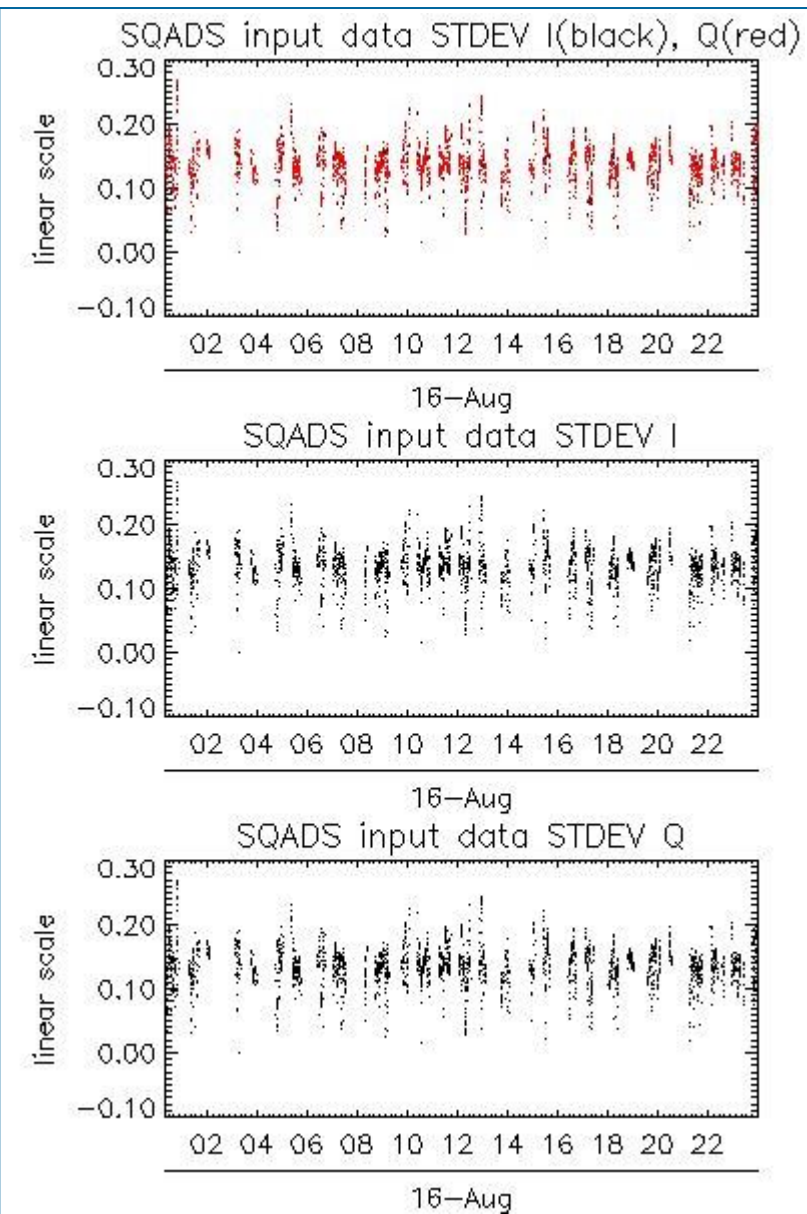 SQADS input data STDEV I(black), Q(red)
0.30
0.20
0.10
0.00
−0.10
linear scale
02 04 06 08 10 12 14 16 18 20 22
16−Aug
SQADS input data STDEV I
0.30
0.20
0.10
0.00
−0.10
linear scale
02 04 06 08 10 12 14 16 18 20 22
16−Aug
SQADS input data STDEV Q
0.30
0.20
0.10
0.00
−0.10
linear scale
02 04 06 08 10 12 14 16 18 20 22
16−Aug